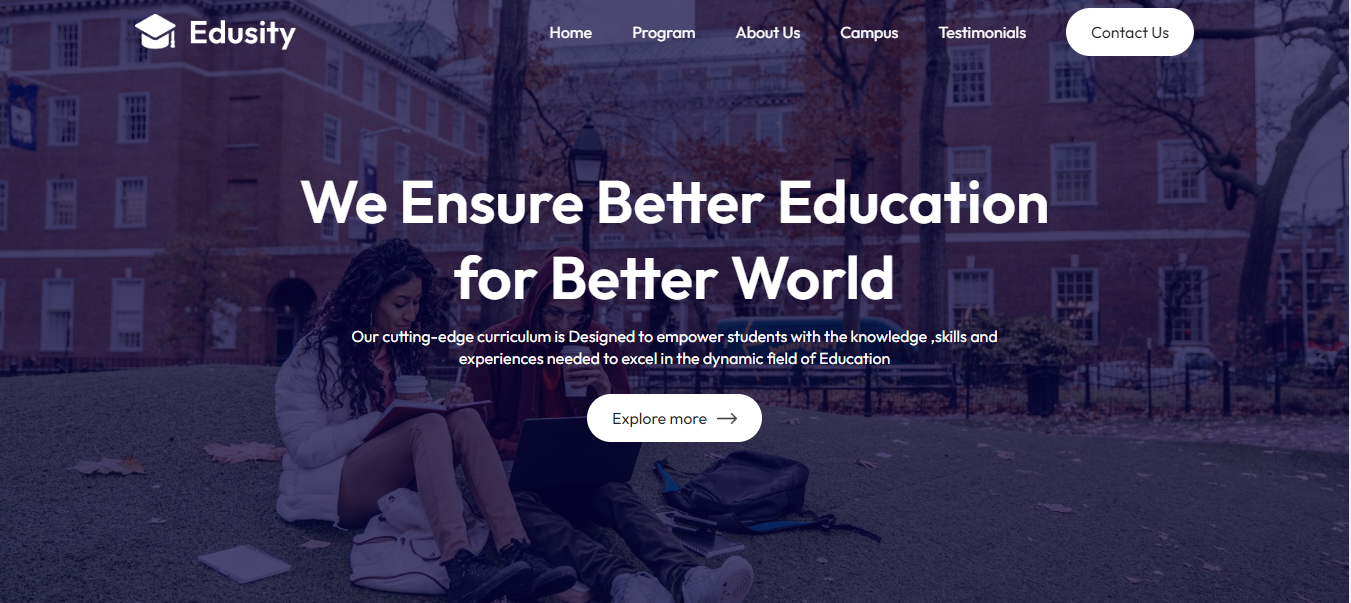 Edusity
Home Program About Us Campus Testimonials Contact Us
We Ensure Better Education
for Better World
Our cutting-edge curriculum is Designed to empower students with the knowledge ,skills and
experiences needed to excel in the dynamic field of Education
Explore more